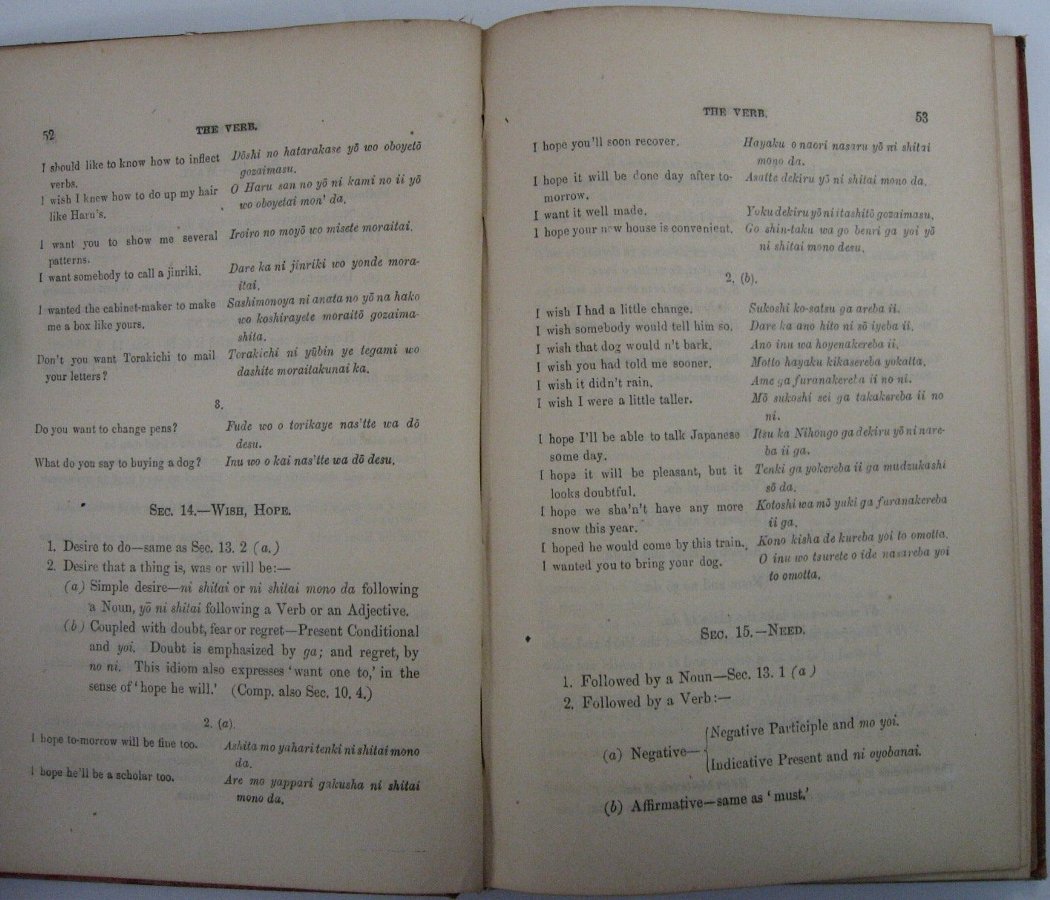 52
THE VERB.
I should like to know how to inflect verbs.
Dōshi no hatarakase yō wo oboyetō
gozaimasu.
I wish I knew how to do up my hair
like Haru's.
O Haru san no yō ni kami no ii yō
wo oboyetai mon' da.
I want you to show me several
patterns.
Iroiro no moyō wo misete moraitai.
I want somebody to call a jinriki.
Dare ka ni jinriki wo yonde mora-
itai.
I wanted the cabinet-maker to make
me a box like yours.
Sashimonoya ni anata no yō na hako
wo koshirayete moraitō gozaima-
shita.
Don't you want Torakichi to mail
your letters?
Torakichi ni yūbin ye tegami wo
dashite moraitakunai ka.
3.
Do you want to change pens?
Fude wo o torikaye nas'tte wa dō
desu.
What do you say to buying a dog?
Inu wo o kai nas'tte wa dō desu.
SEC. 14.—WISH, HOPE.
1. Desire to do—same as Sec. 13. 2 (a.)
2. Desire that a thing is, was or will be:—
(a) Simple desire—ni shitai or ni shitai mono da following
a Noun, yō ni shitai following a Verb or an Adjective.
(b) Coupled with doubt, fear or regret—Present Conditional
and yoi. Doubt is emphasized by ga; and regret, by
no ni. This idiom also expresses 'want one to,' in the
sense of 'hope he will.' (Comp. also Sec. 10. 4.)
2. (a).
I hope to-morrow will be fine too.
Ashita mo yahari tenki ni shitai mono
da.
I hope he'll be a scholar too.
Are mo yappari gakusha ni shitai
mono da.
THE VERB.
53
I hope you'll soon recover.
Hayaku o naori nasaru yō ni shitai
mono da.
I hope it will be done day after to-
morrow.
Asatte dekiru yō ni shitai mono da.
I want it well made.
Yoku dekiru yō ni itashitō gozaimasu.
I hope your new house is convenient.
Go shin-taku wa go benri ga yoi yō
ni shitai mono desu.
2, (b).
I wish I had a little change.
Sukoshi ko-satsu ga areba ii.
I wish somebody would tell him so.
Dare ka ano hito ni sō iyeba ii.
I wish that dog would n't bark.
Ano inu wa hoyenakereba ii.
I wish you had told me sooner.
Motto hayaku kikasereba yokatta.
I wish it didn't rain.
Ame ga furanakereba ii no ni.
I wish I were a little taller.
Mō sukoshi sei ga takakereba ii no
ni.
I hope I'll be able to talk Japanese
some day.
Itsu ka Nihongo ga dekiru yō ni nare-
ba ii ga.
I hope it will be pleasant, but it
looks doubtful.
Tenki ga yokereba ii ga mudzukashi
sō da.
I hope we sha'n't have any more
snow this year.
Kotoshi wa mō yuki ga furanakereba
ii ga.
I hoped he would come by this train.
Kono kisha de kureba yoi to omotta.
I wanted you to bring your dog.
O inu wo tsurete o ide nasareba yoi
to omotta.
SEC. 15.—NEED.
1. Followed by a Noun—Sec. 13. 1 (a)
2. Followed by a Verb:—
(a) Negative—
Negative Participle and mo yoi.
Indicative Present and ni oyobanai.
(b) Affirmative—same as 'must.'